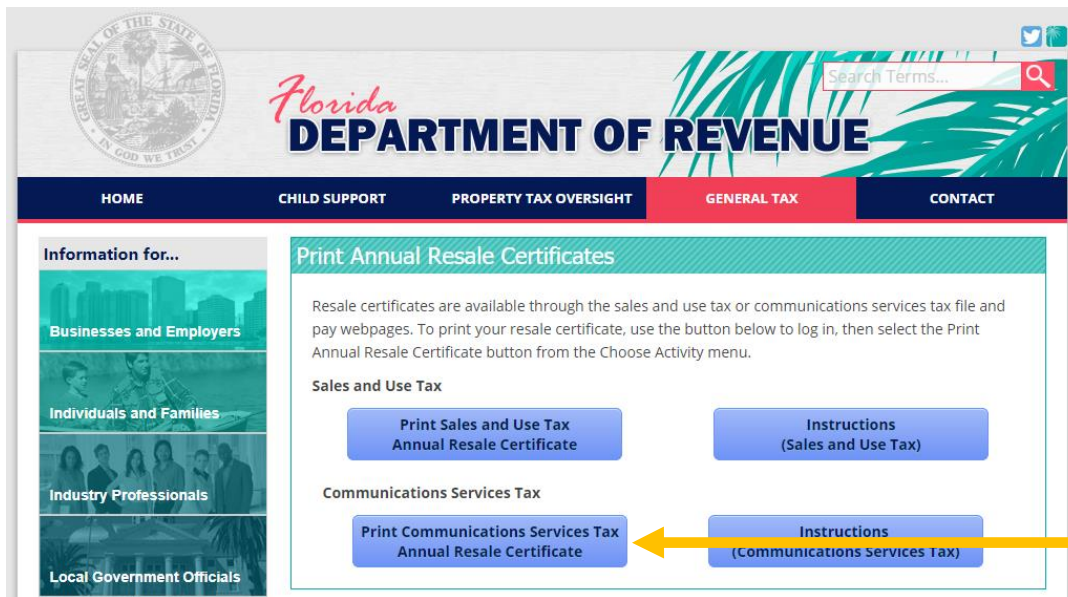 GREAT SEAL OF THE STATE OF FLORIDA
IN GOD WE TRUST
Search Terms...
Florida
DEPARTMENT OF REVENUE
HOME CHILD SUPPORT PROPERTY TAX OVERSIGHT GENERAL TAX CONTACT
Information for...
Businesses and Employers
Individuals and Families
Industry Professionals
Local Government Officials
Print Annual Resale Certificates
Resale certificates are available through the sales and use tax or communications services tax file and
pay webpages. To print your resale certificate, use the button below to log in, then select the Print
Annual Resale Certificate button from the Choose Activity menu.
Sales and Use Tax
Print Sales and Use Tax
Annual Resale Certificate
Instructions
(Sales and Use Tax)
Communications Services Tax
Print Communications Services Tax
Annual Resale Certificate
Instructions
(Communications Services Tax)